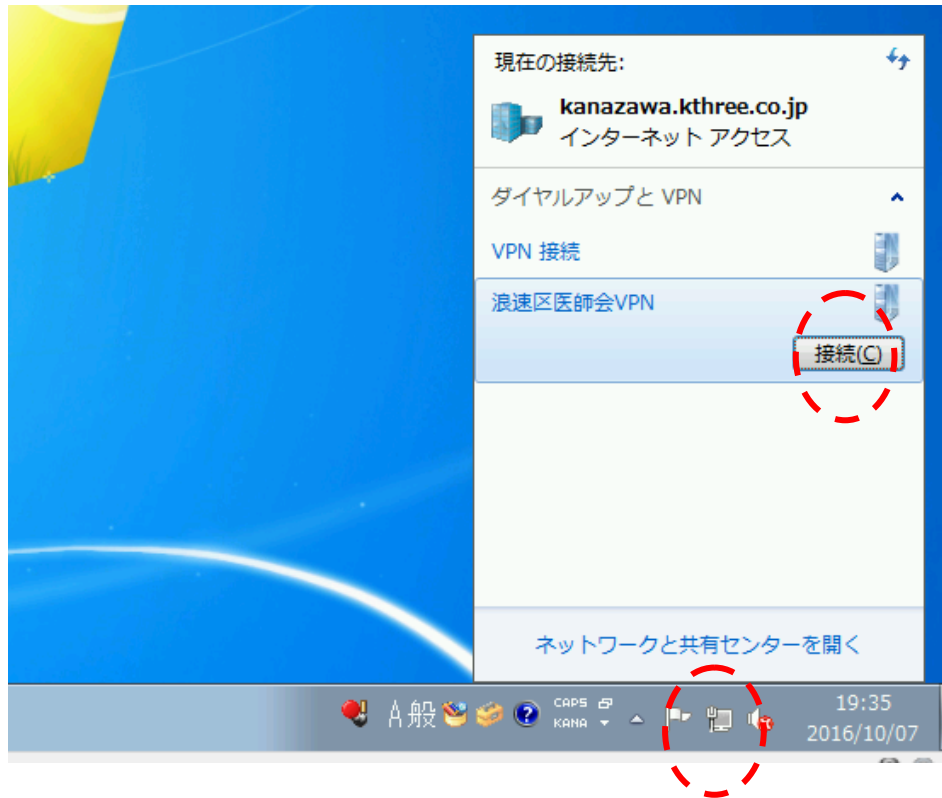 現在の接続先:
kanazawa.kthree.co.jp
インターネット アクセス
ダイヤルアップと VPN
VPN 接続
浪速区医師会VPN
接続(C)
ネットワークと共有センターを開く
A 般 CAPS KANA
19:35
2016/10/07